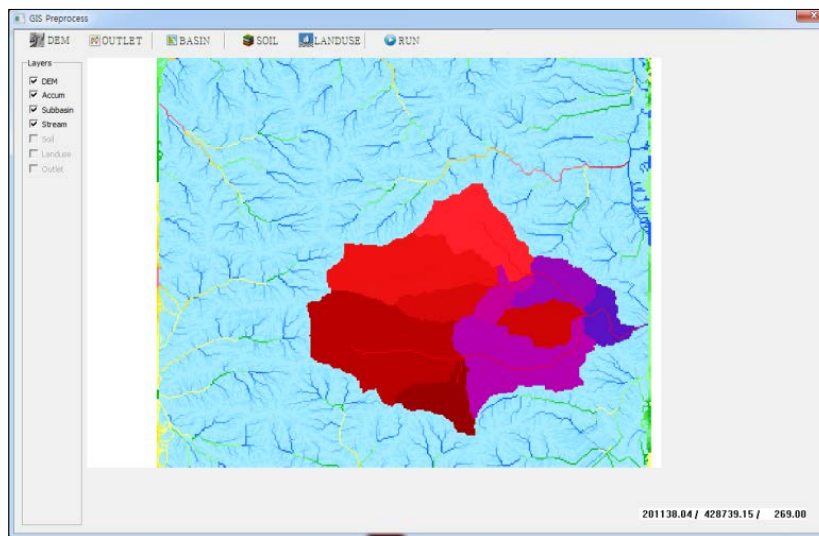 GIS Preprocess
DEM OUTLET BASIN SOIL LANDUSE RUN
Layers
DEM
Accum
Subbasin
Stream
Soil
Landuse
Outlet
201138.04 / 428739.15 / 269.00